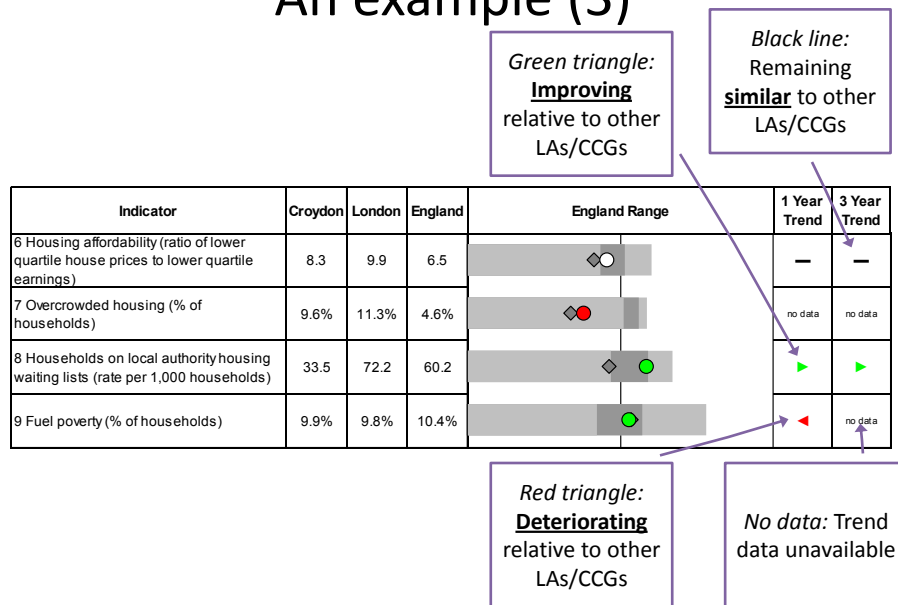 An example (3)
Green triangle:
Improving
relative to other
LAs/CCGs
Black line:
Remaining
similar to other
LAs/CCGs
Indicator Croydon London England England Range 1 Year Trend 3 Year Trend
6 Housing affordability (ratio of lower
quartile house prices to lower quartile
earnings)
8.3 9.9 6.5
7 Overcrowded housing (% of
households)
9.6% 11.3% 4.6% no data no data
8 Households on local authority housing
waiting lists (rate per 1,000 households)
33.5 72.2 60.2
9 Fuel poverty (% of households) 9.9% 9.8% 10.4% no data
Red triangle:
Deteriorating
relative to other
LAs/CCGs
No data: Trend
data unavailable